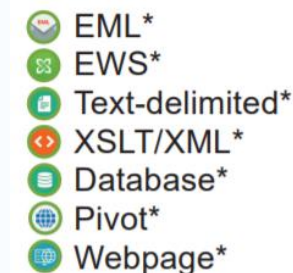 EML*
EWS*
Text-delimited*
XSLT/XML*
Database*
Pivot*
Webpage*